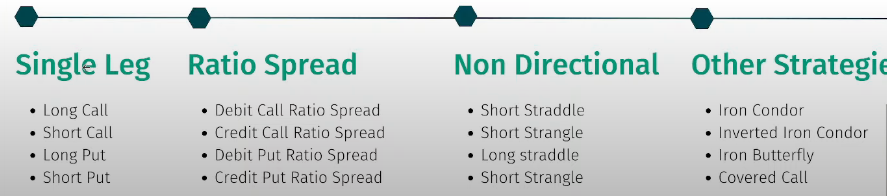 Single Leg
Long Call
Short Call
Long Put
Short Put
Ratio Spread
Debit Call Ratio Spread
Credit Call Ratio Spread
Debit Put Ratio Spread
Credit Put Ratio Spread
Non Directional
Short Straddle
Short Strangle
Long straddle
Short Strangle
Other Strategie
Iron Condor
Inverted Iron Condor
Iron Butterfly
Covered Call